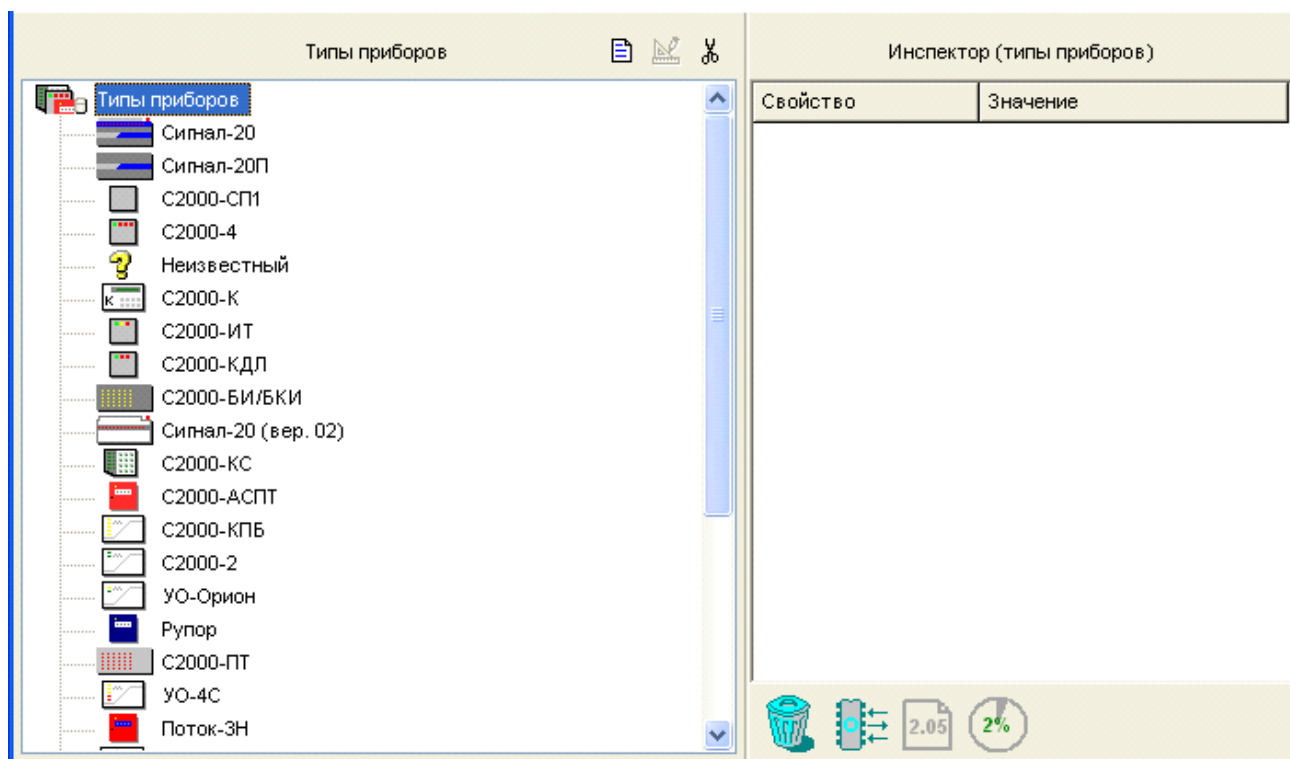 Типы приборов
Инспектор (типы приборов)
Типы приборов
Свойство Значение
Сигнал-20
Сигнал-20П
С2000-СП1
С2000-4
Неизвестный
К С2000-К
С2000-ИТ
С2000-КДЛ
С2000-БИ/БКИ
Сигнал-20 (вер. 02)
С2000-КС
С2000-АСПТ
С2000-КПБ
С2000-2
УО-Орион
Рупор
С2000-ПТ
УО-4С
Поток-3Н
2.05 2%